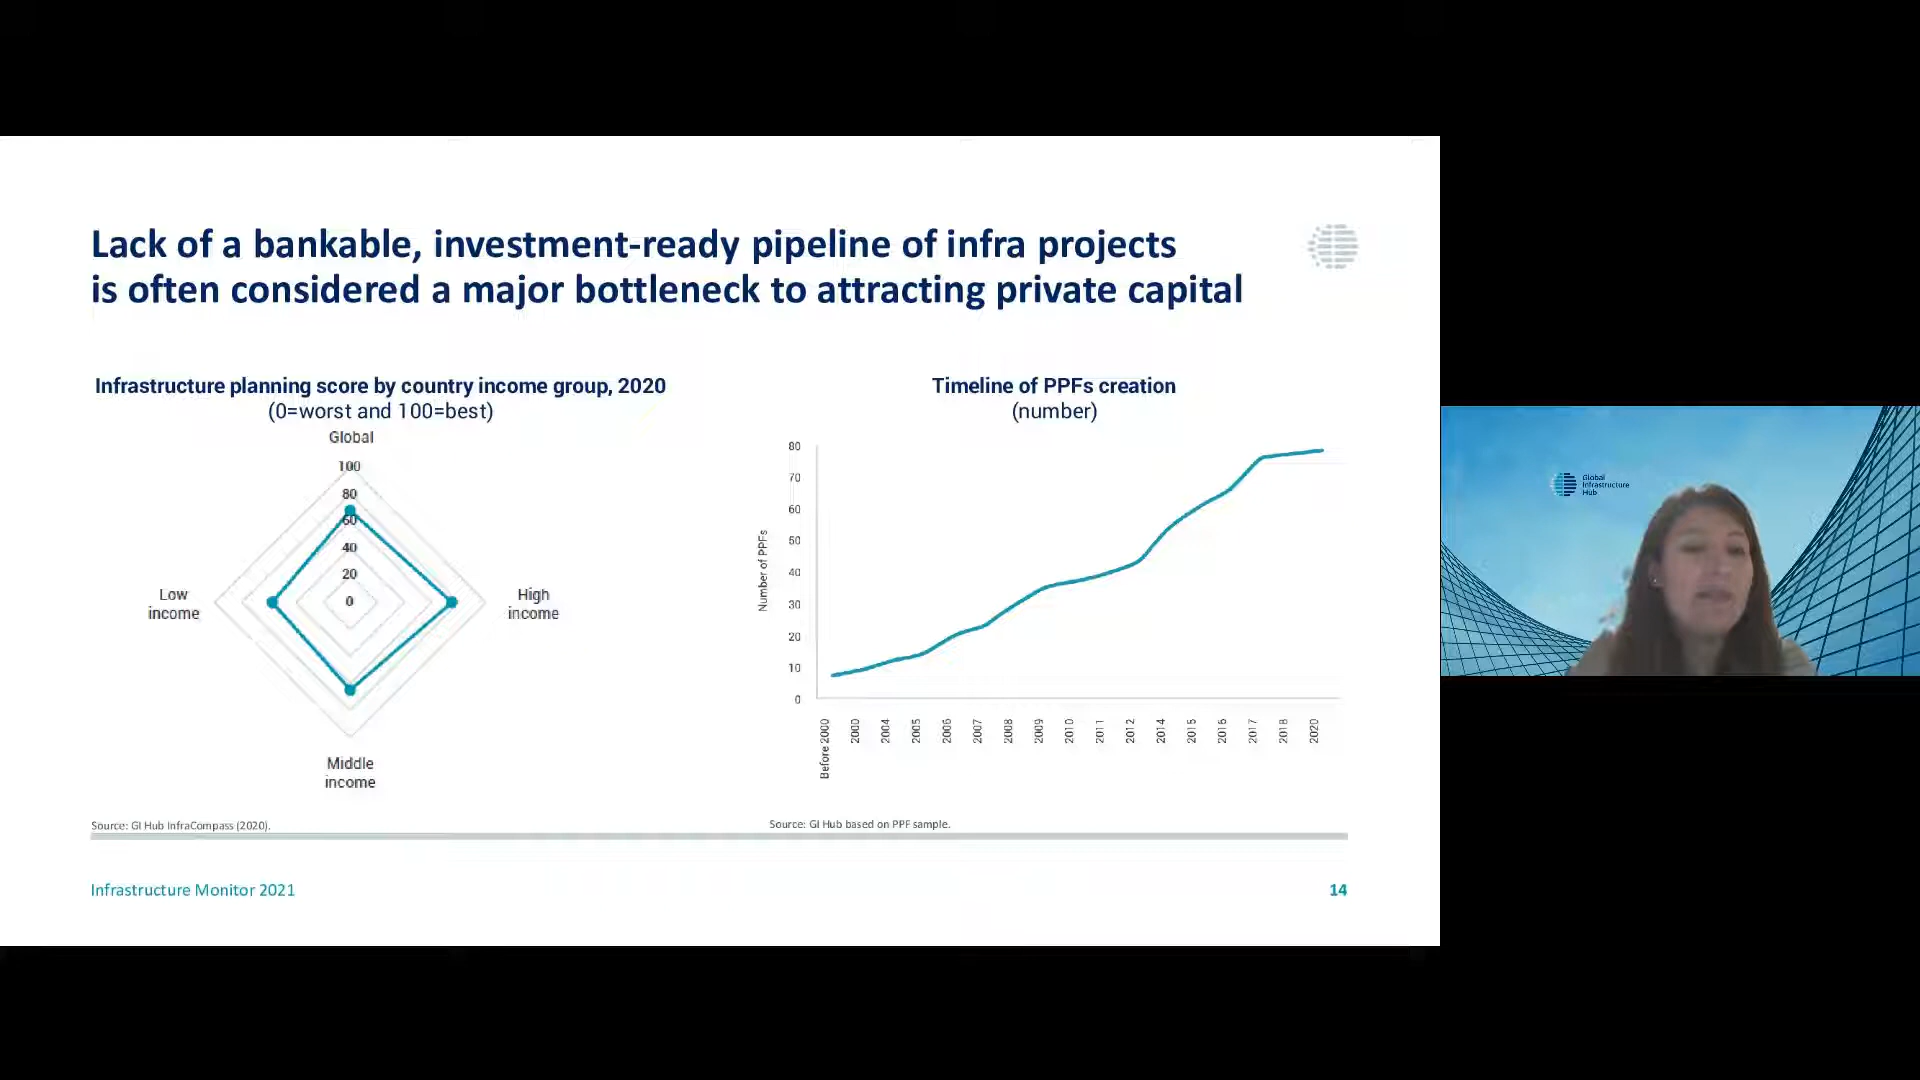 Lack of a bankable, investment-ready pipeline of infra projects
is often considered a major bottleneck to attracting private capital
Infrastructure planning score by country income group, 2020
(0=worst and 100=best)
Global
100
80
60
40
20
0
Low
income
High
income
Middle
income
Source: GI Hub InfraCompass (2020).
Timeline of PPFs creation
(number)
Number of PPFs
80
70
60
50
40
30
20
10
0
Before 2000
2000
2004
2005
2006
2007
2008
2009
2010
2011
2012
2014
2015
2016
2017
2018
2020
Source: GI Hub based on PPF sample.
Infrastructure Monitor 2021
14
Global
Infrastructure
Hub